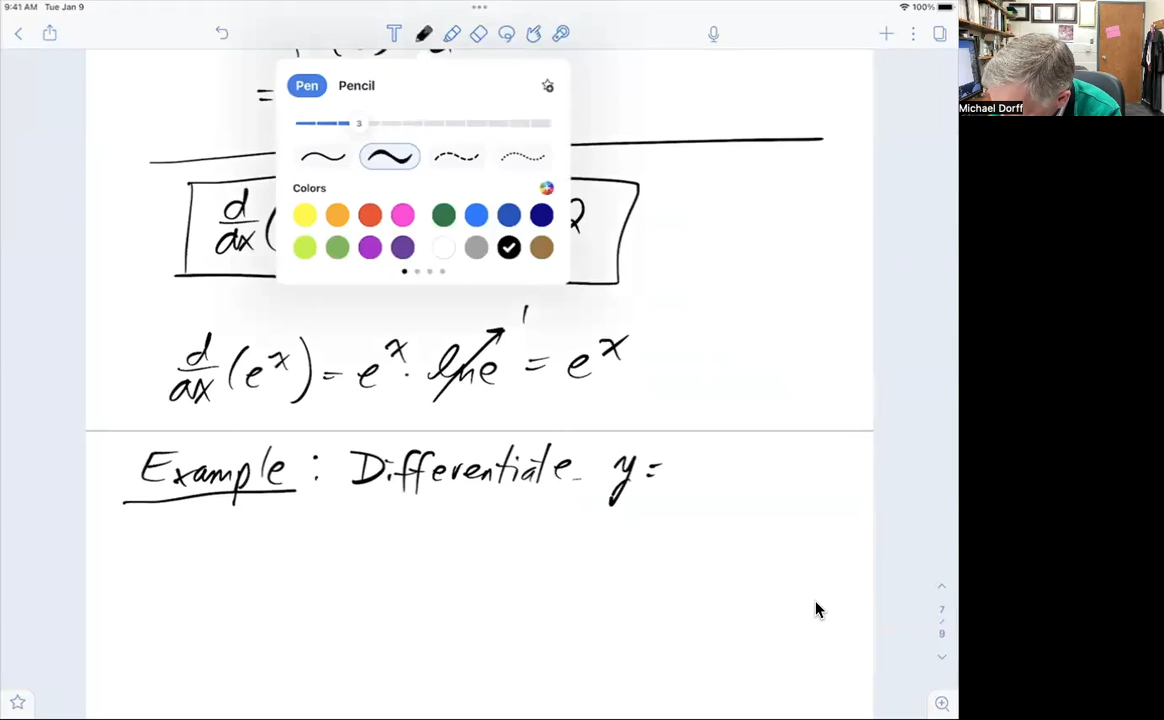 9:41 AM Tue Jan 9
100%
T
Pen Pencil
3
Michael Dorff
=
Colors
d/dx (
d/dx (e^x) = e^x · ln e = e^x
1
Example : Differentiate y =
7
/
9